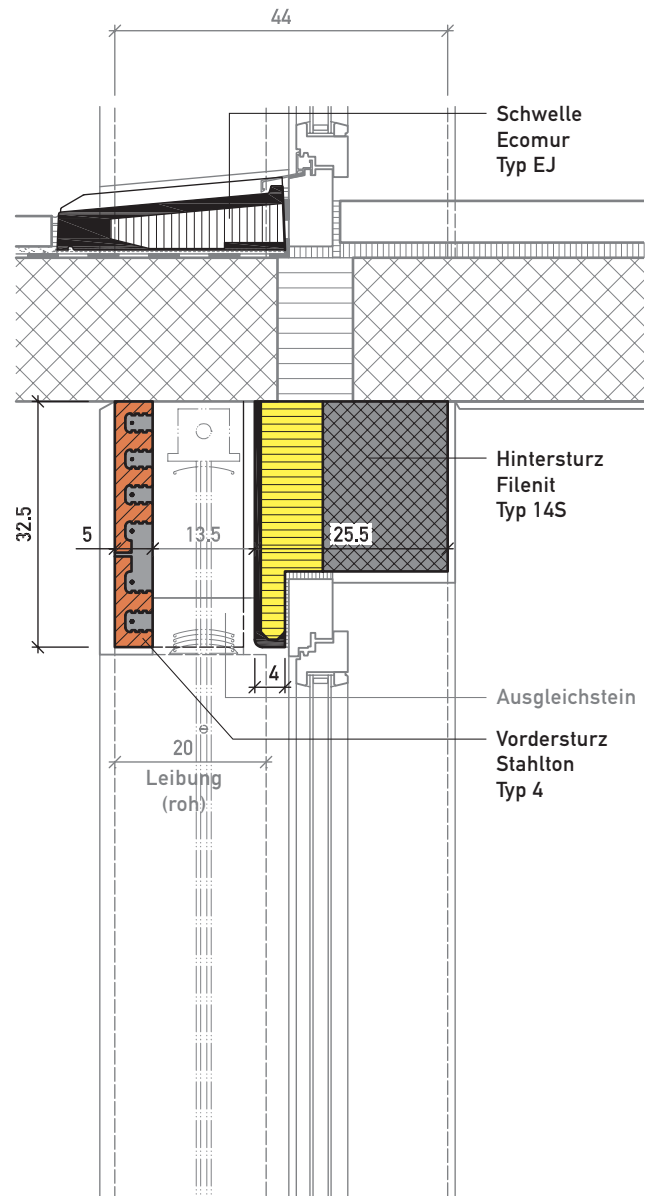 44
Schwelle
Ecomur
Typ EJ
Hintersturz
Filenit
Typ 14S
32.5
5
13.5
25.5
4
Ausgleichstein
20
Leibung
(roh)
Vordersturz
Stahlton
Typ 4